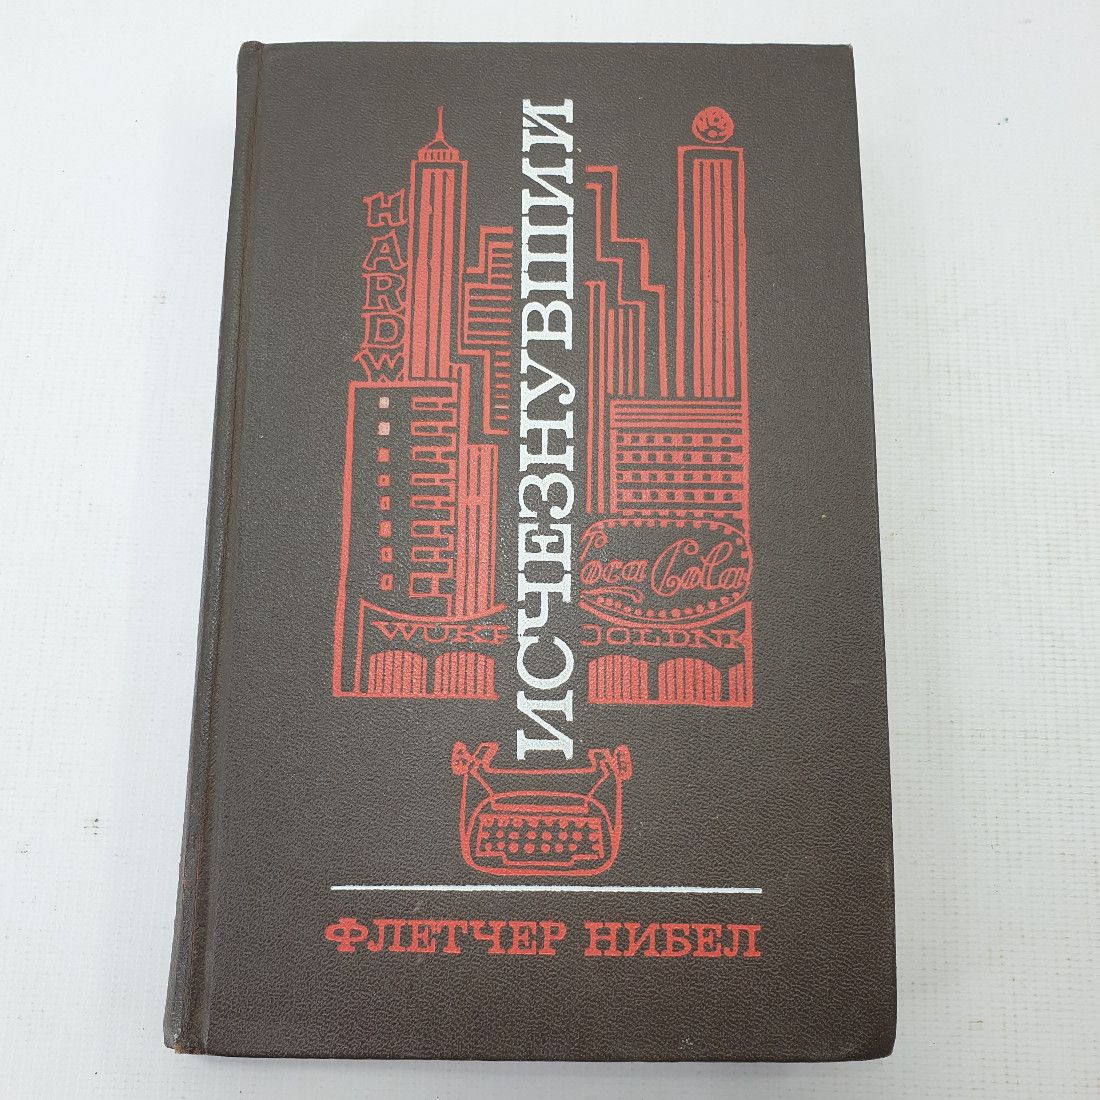 ИСЧЕЗНУВШИЙ
HARDW
Coca Cola
WUKF
JOLDNK
ФЛЕТЧЕР НИБЕЛ